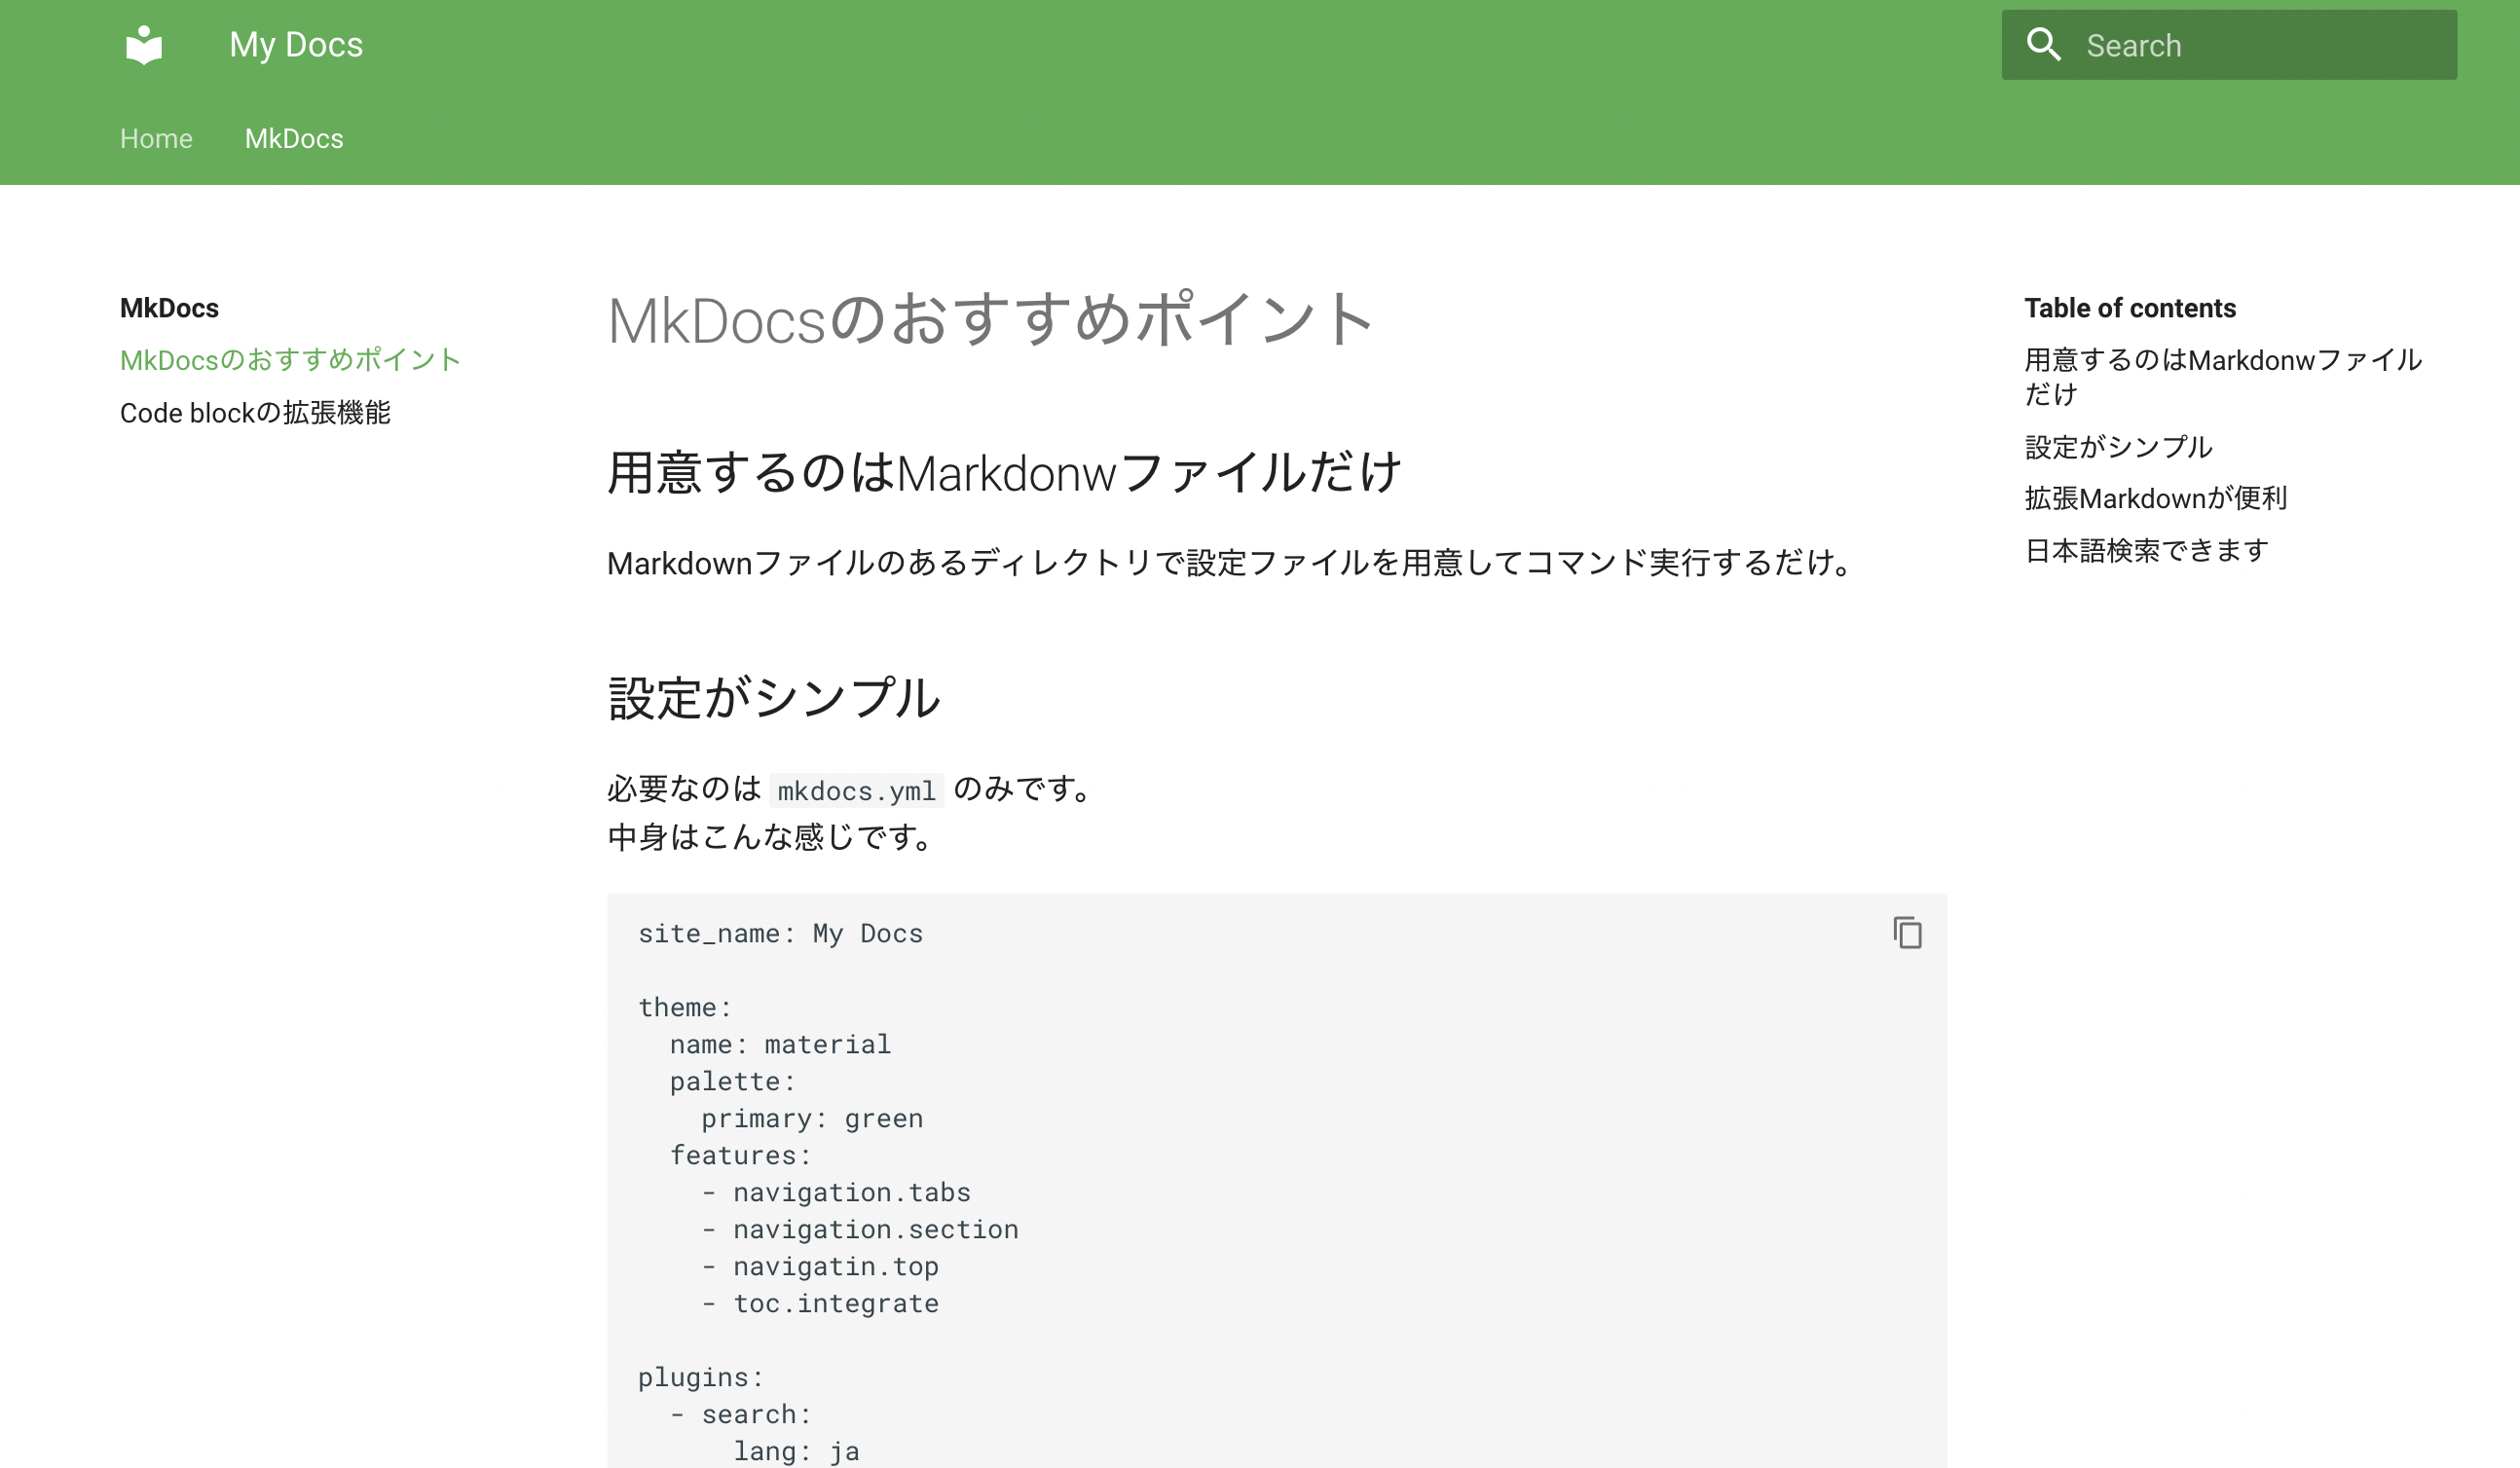 My Docs
Search
Home
MkDocs
MkDocs
MkDocsのおすすめポイント
Code blockの拡張機能
MkDocsのおすすめポイント
用意するのはMarkdonwファイルだけ
Markdownファイルのあるディレクトリで設定ファイルを用意してコマンド実行するだけ。
設定がシンプル
必要なのは mkdocs.yml のみです。
中身はこんな感じです。
site_name: My Docs
theme:
  name: material
  palette:
    primary: green
  features:
    - navigation.tabs
    - navigation.section
    - navigatin.top
    - toc.integrate
plugins:
  - search:
      lang: ja
Table of contents
用意するのはMarkdonwファイル
だけ
設定がシンプル
拡張Markdownが便利
日本語検索できます